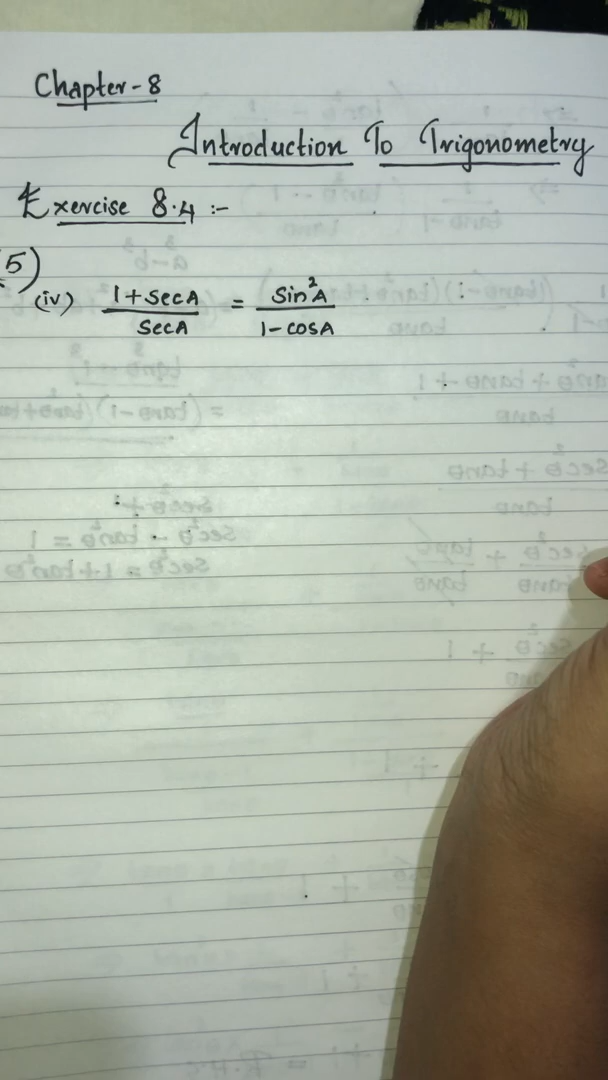 Chapter-8
Introduction To Trigonometry
Exercise 8.4 :-
5)
(iv) 1+secA / secA = Sin²A / 1-cosA